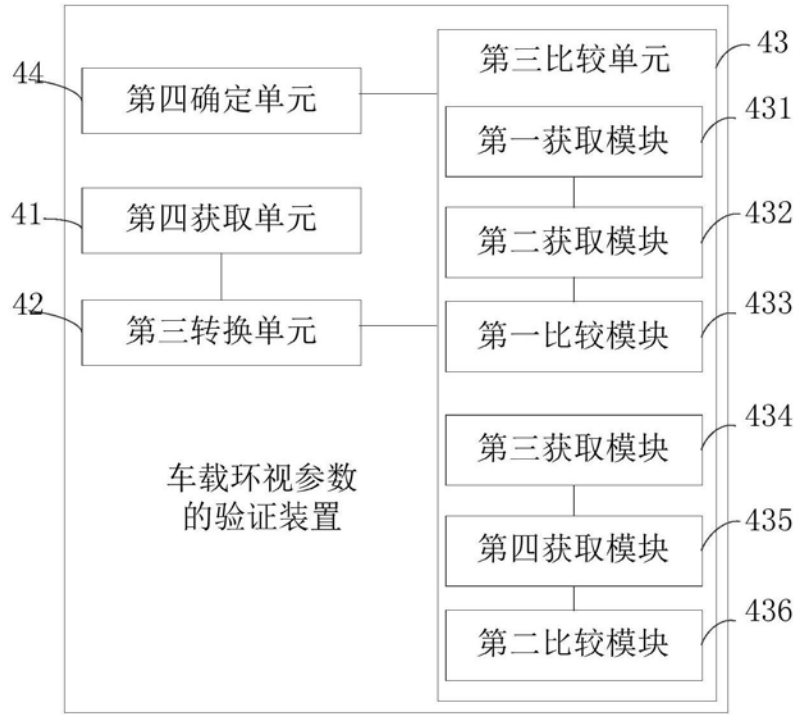 44
第四确定单元
41
第四获取单元
42
第三转换单元
车载环视参数
的验证装置
第三比较单元
43
第一获取模块
431
第二获取模块
432
第一比较模块
433
第三获取模块
434
第四获取模块
435
第二比较模块
436